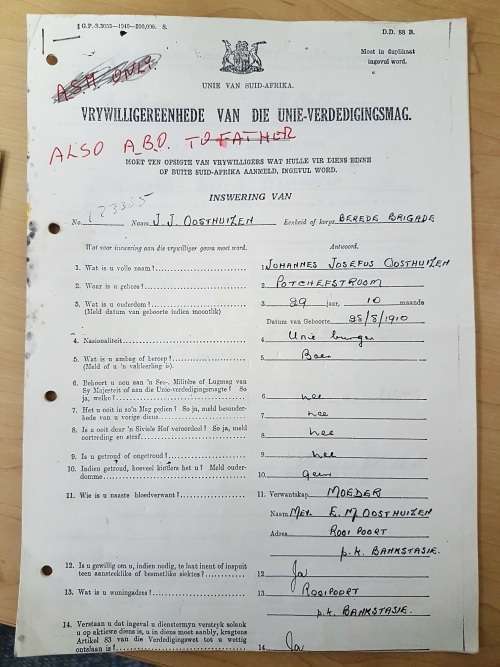 G.P.-S.3055—1940—200,000. S.
D.D. 53 B.
ASM ONLY.
Moet in duplikaat
ingevul word.
UNIE VAN SUID-AFRIKA.
VRYWILLIGEREENHEDE VAN DIE UNIE-VERDEDIGINGSMAG.
ALSO A.B.O. TO FATHER
MOET TEN OPSIGTE VAN VRYWILLIGERS WAT HULLE VIR DIENS BINNE
OF BUITE SUID-AFRIKA AANMELD, INGEVUL WORD.
INSWERING VAN
No. Naam J. J. OOSTHUIZEN Eenheid of korps BEREDE BRIGADE
Wat voor inswering aan die vrywilliger gevra moet word. Antwoord.
1. Wat is u volle naam? 1. JOHANNES JOSEFUS OOSTHUIZEN
2. Waar is u gebore? 2. POTCHEFSTROOM
3. Wat is u ouderdom? 3. 29 jaar, 10 maande
(Meld datum van geboorte indien moontlik)
Datum van Geboorte 28/8/1910
4. Nasionaliteit 4. Unie burger
5. Wat is u ambag of beroep? 5. Boer
(Meld of u 'n vakleerling is).
6. Behoort u nou aan 'n See-, Militêre of Lugmag van
Sy Majesteit of aan die Unie-verdedigingsmagte? So
ja, welke? 6. nee
7. Het u ooit in so'n Mag gedien? So ja, meld besonder-
hede van u vorige diens 7. nee
8. Is u ooit deur 'n Siviele Hof veroordeel? So ja, meld
oortreding en straf 8. nee
9. Is u getroud of ongetroud? 9. nee
10. Indien getroud, hoeveel kinders het u? Meld ouder-
domme 10. geen
11. Wie is u naaste bloedverwant? 11. Verwantskap MOEDER
Naam Mev. E. M. OOSTHUIZEN
Adres ROOIPOORT
p.k. BANKSTASIE.
12. Is u gewillig om u, indien nodig, te laat inent of inspuit
teen aansteeklike of besmetlike siektes? 12. Ja
13. Wat is u woningadres? 13. ROOIPOORT
p.k. BANKSTASIE.
14. Verstaan u dat ingeval u dienstermyn verstryk solank
u op aktiewe diens is, u in diens moet aanbly, kragtens
Artikel 83 van die Verdedigingswet tot u wettig
ontslaan is? 14. Ja